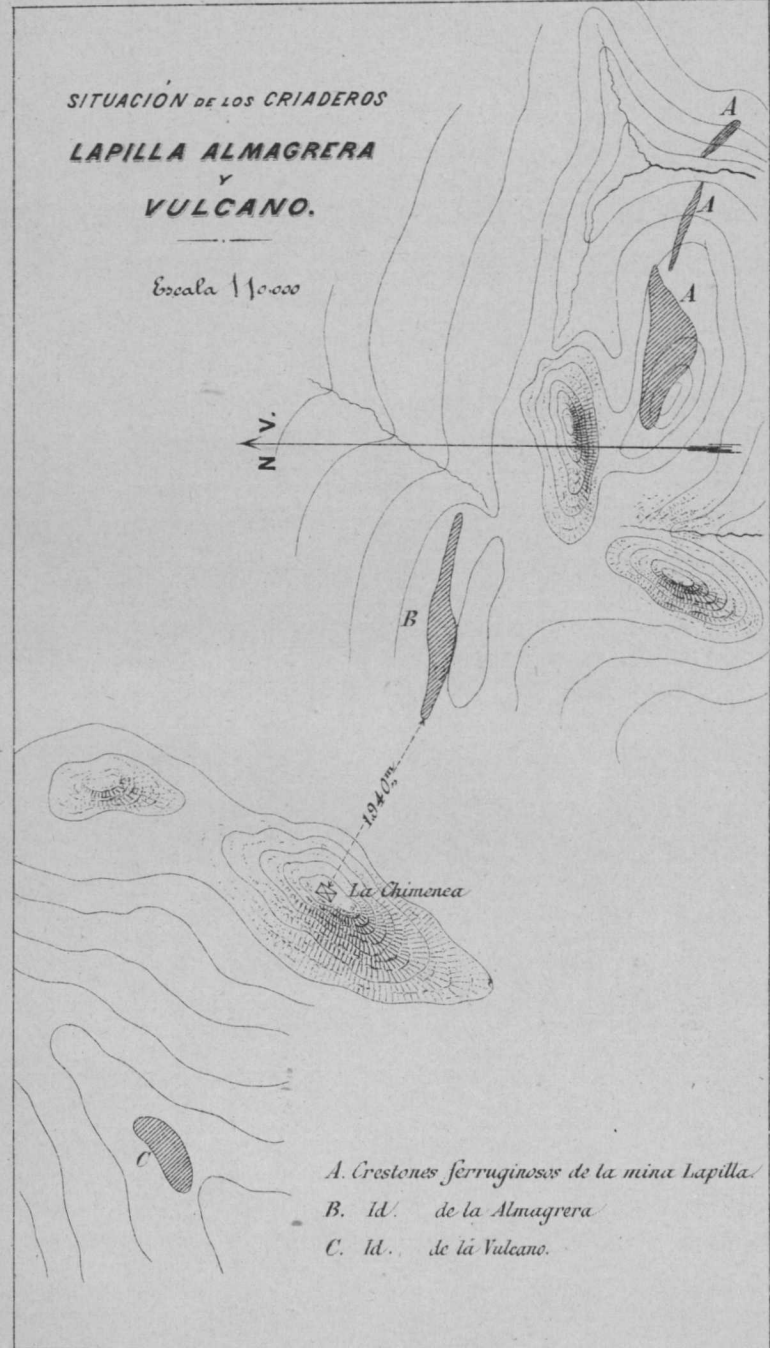 SITUACIÓN DE LOS CRIADEROS
LAPILLA ALMAGRERA
Y
VULCANO.
Escala 1/10.000
A
A
A
N V.
B
1.940m
La Chimenea
C
A. Crestones ferruginosos de la mina Lapilla.
B. Id. de la Almagrera
C. Id. de la Vulcano.